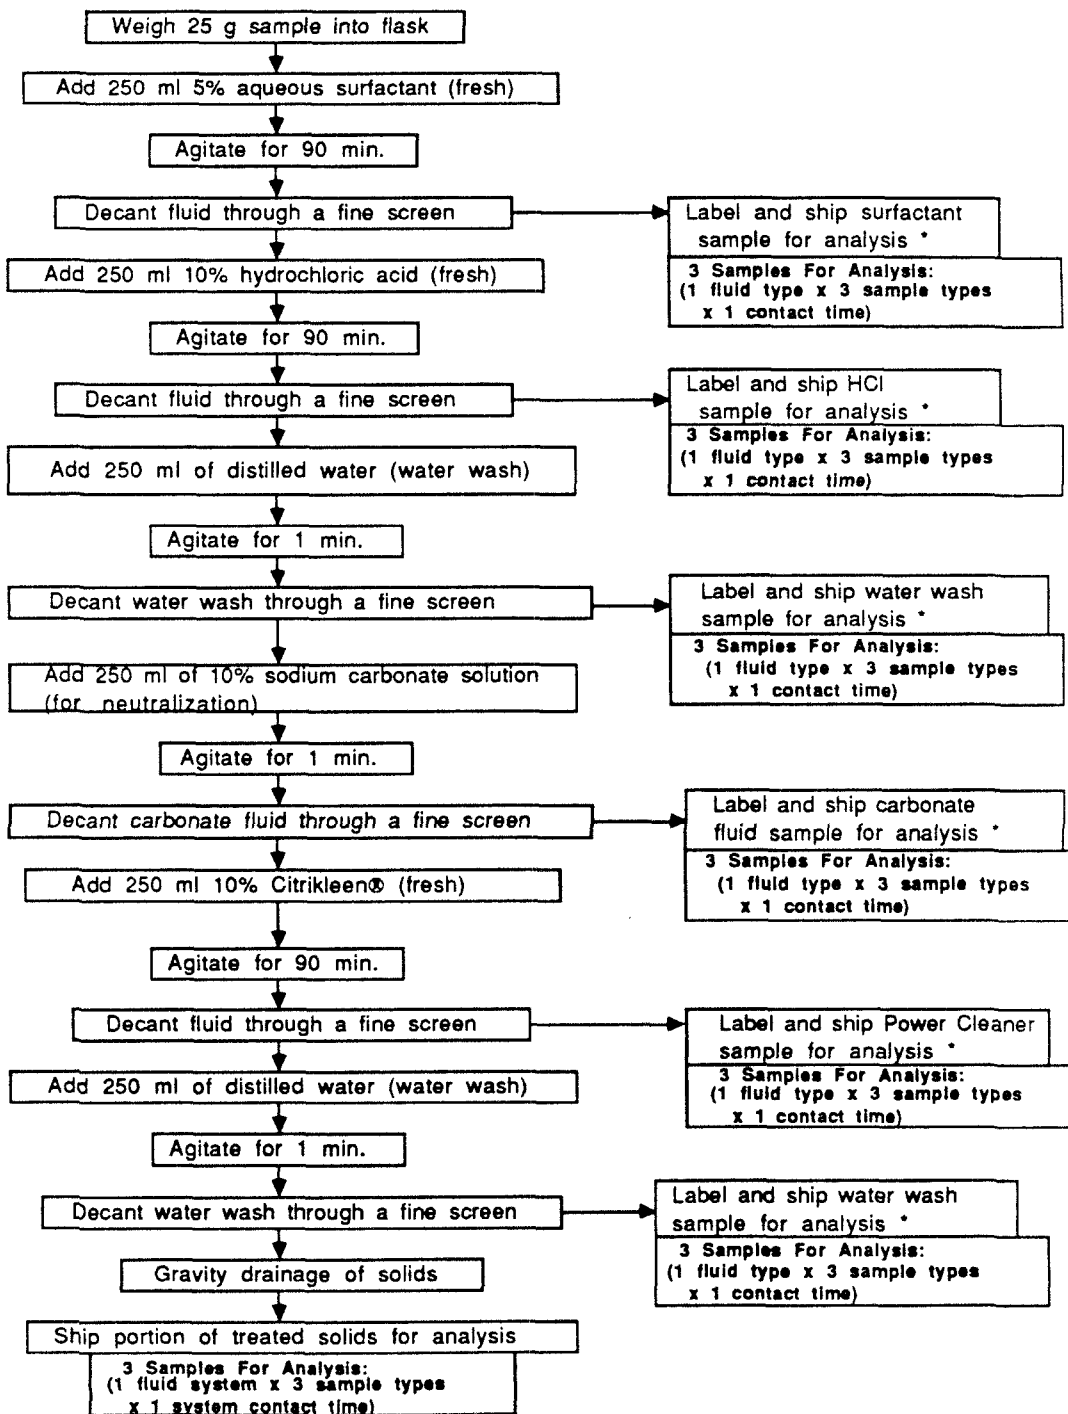 Weigh 25 g sample into flask
Add 250 ml 5% aqueous surfactant (fresh)
Agitate for 90 min.
Decant fluid through a fine screen
Label and ship surfactant
sample for analysis *
3 Samples For Analysis:
(1 fluid type x 3 sample types
x 1 contact time)
Add 250 ml 10% hydrochloric acid (fresh)
Agitate for 90 min.
Decant fluid through a fine screen
Label and ship HCl
sample for analysis *
3 Samples For Analysis:
(1 fluid type x 3 sample types
x 1 contact time)
Add 250 ml of distilled water (water wash)
Agitate for 1 min.
Decant water wash through a fine screen
Label and ship water wash
sample for analysis *
3 Samples For Analysis:
(1 fluid type x 3 sample types
x 1 contact time)
Add 250 ml of 10% sodium carbonate solution
(for neutralization)
Agitate for 1 min.
Decant carbonate fluid through a fine screen
Label and ship carbonate
fluid sample for analysis *
3 Samples For Analysis:
(1 fluid type x 3 sample types
x 1 contact time)
Add 250 ml 10% Citrikleen® (fresh)
Agitate for 90 min.
Decant fluid through a fine screen
Label and ship Power Cleaner
sample for analysis *
3 Samples For Analysis:
(1 fluid type x 3 sample types
x 1 contact time)
Add 250 ml of distilled water (water wash)
Agitate for 1 min.
Decant water wash through a fine screen
Label and ship water wash
sample for analysis *
3 Samples For Analysis:
(1 fluid type x 3 sample types
x 1 contact time)
Gravity drainage of solids
Ship portion of treated solids for analysis
3 Samples For Analysis:
(1 fluid system x 3 sample types
x 1 system contact time)